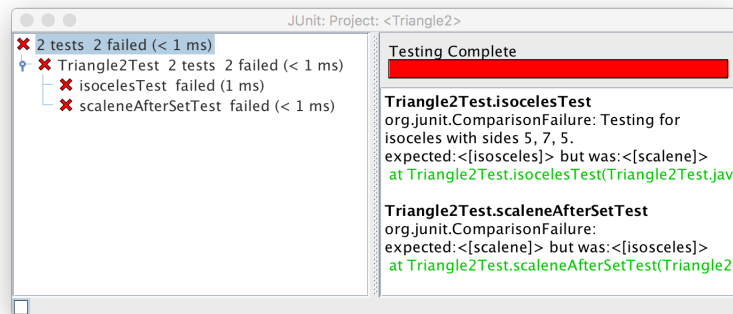 JUnit: Project: <Triangle2>
2 tests 2 failed (< 1 ms)
Triangle2Test 2 tests 2 failed (< 1 ms)
isocelesTest failed (1 ms)
scaleneAfterSetTest failed (< 1 ms)
Testing Complete
Triangle2Test.isocelesTest
org.junit.ComparisonFailure: Testing for
isoceles with sides 5, 7, 5.
expected:<[isosceles]> but was:<[scalene]>
at Triangle2Test.isocelesTest(Triangle2Test.jav
Triangle2Test.scaleneAfterSetTest
org.junit.ComparisonFailure:
expected:<[scalene]> but was:<[isosceles]>
at Triangle2Test.scaleneAfterSetTest(Triangle2